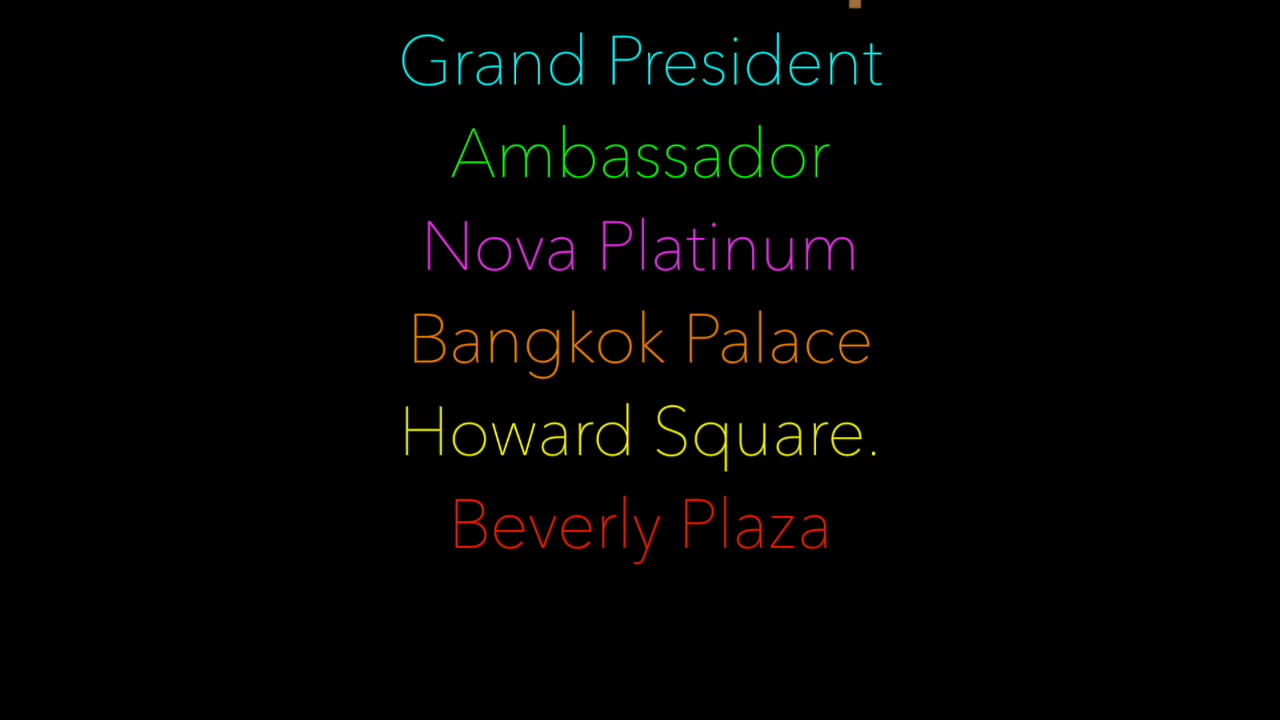 Grand President
Ambassador
Nova Platinum
Bangkok Palace
Howard Square.
Beverly Plaza